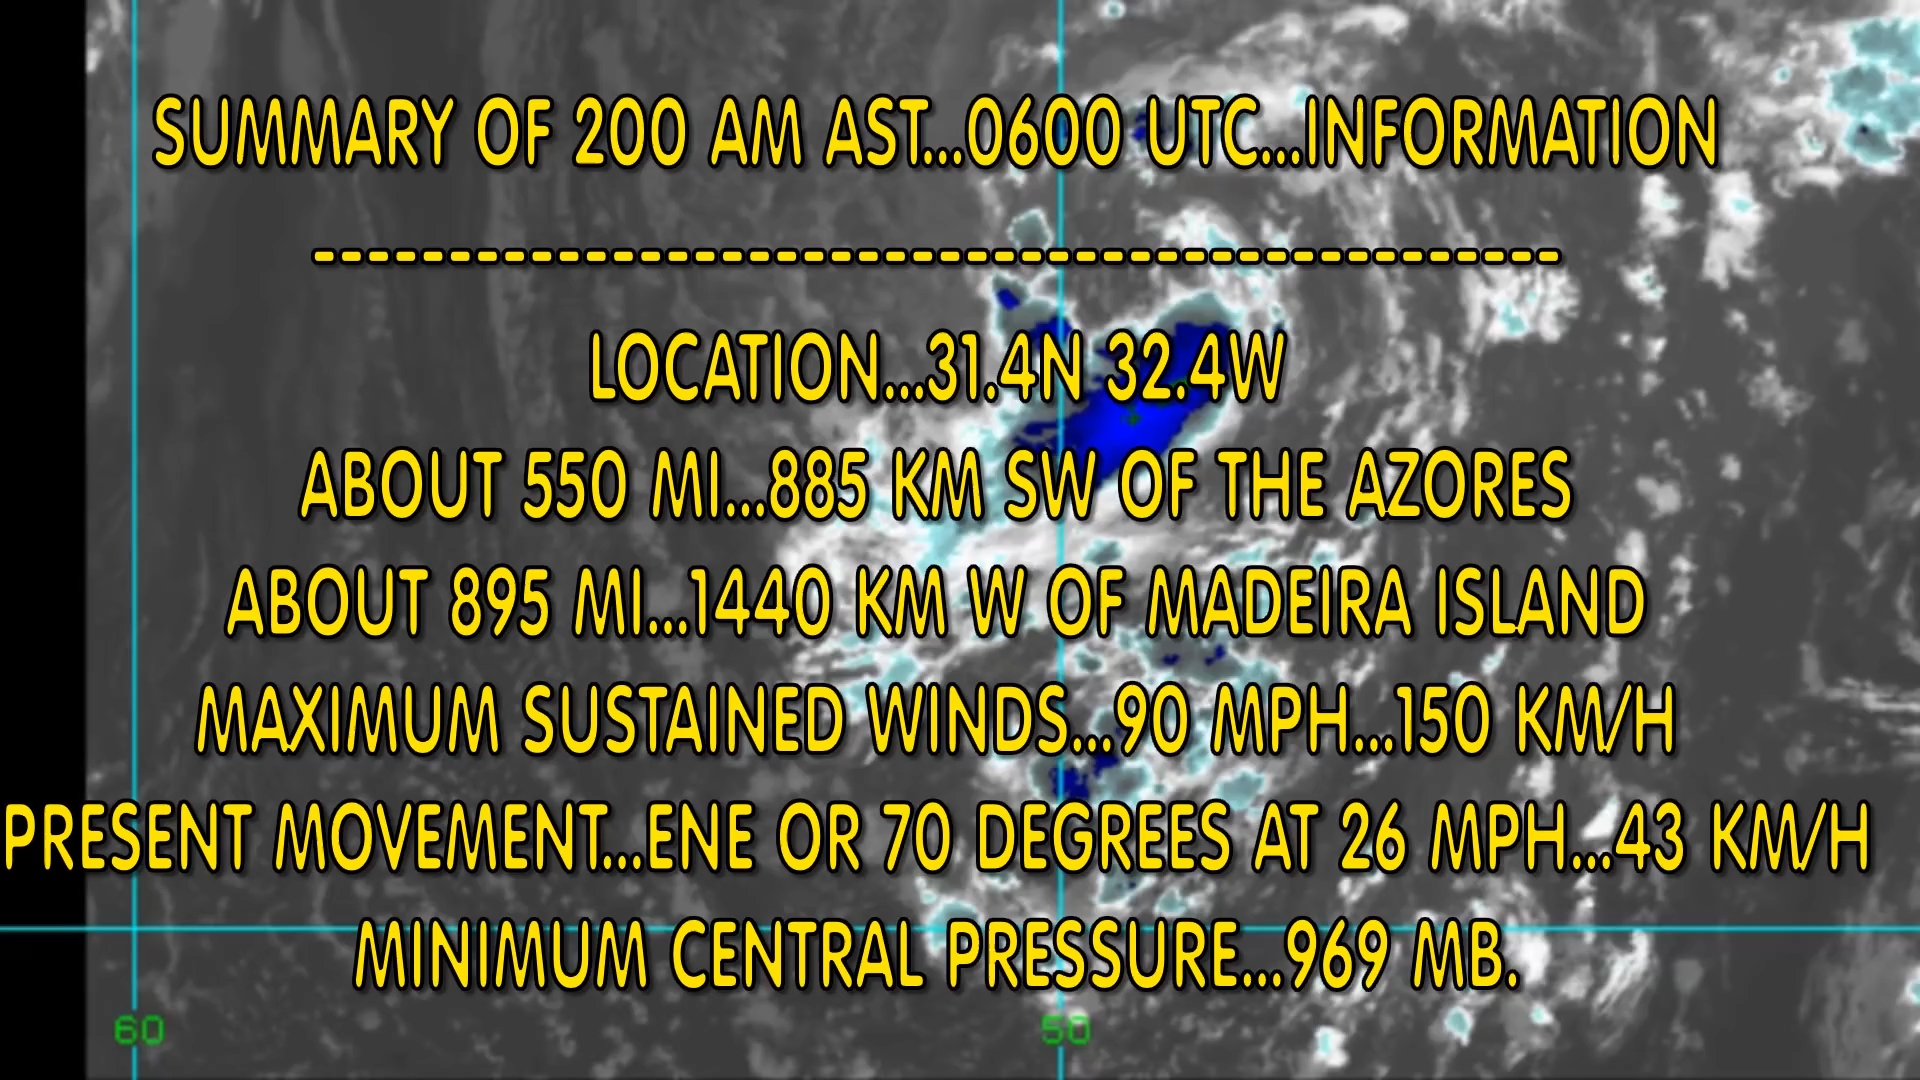 SUMMARY OF 200 AM AST...0600 UTC...INFORMATION
----------------------------------------------
LOCATION...31.4N 32.4W
ABOUT 550 MI...885 KM SW OF THE AZORES
ABOUT 895 MI...1440 KM W OF MADEIRA ISLAND
MAXIMUM SUSTAINED WINDS...90 MPH...150 KM/H
PRESENT MOVEMENT...ENE OR 70 DEGREES AT 26 MPH...43 KM/H
MINIMUM CENTRAL PRESSURE...969 MB.
60 50